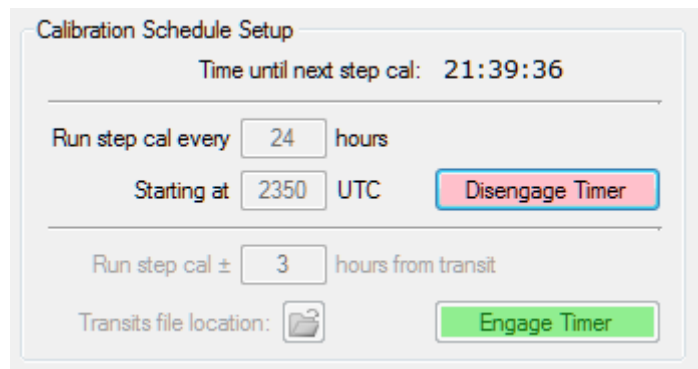 Calibration Schedule Setup
Time until next step cal: 21:39:36
Run step cal every 24 hours
Starting at 2350 UTC Disengage Timer
Run step cal ± 3 hours from transit
Transits file location: Engage Timer